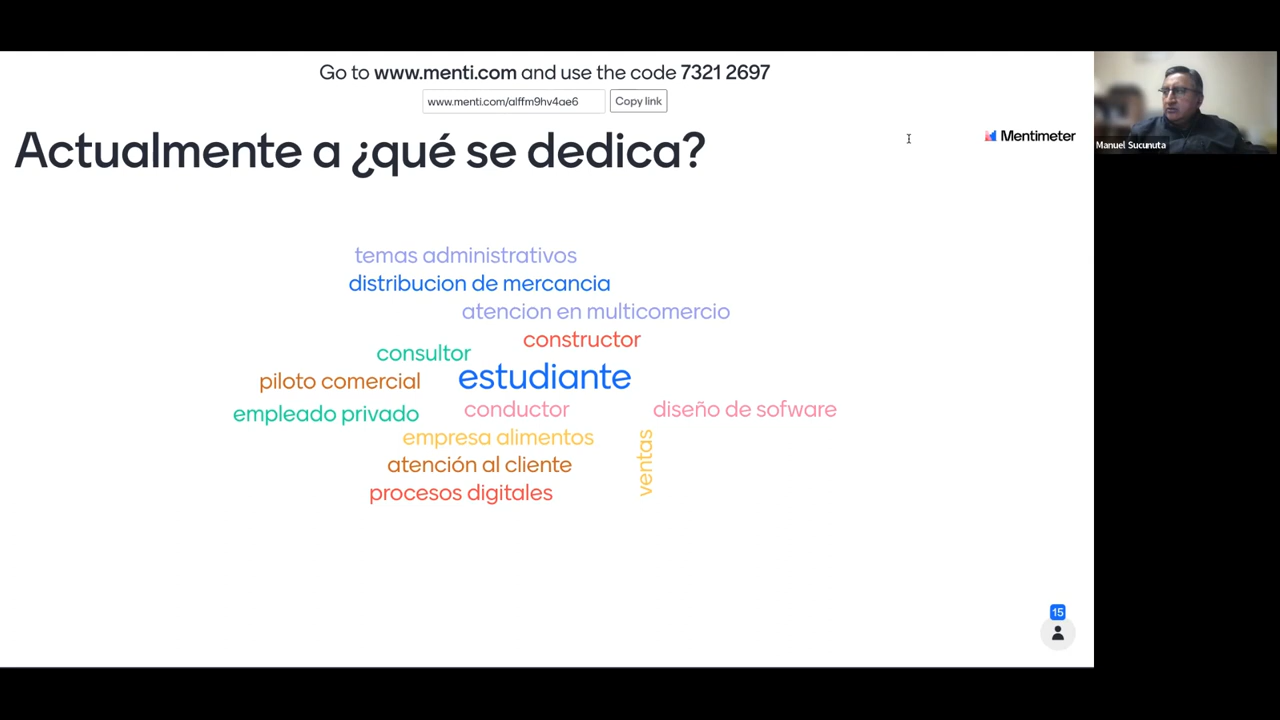 Go to www.menti.com and use the code 7321 2697
www.menti.com/alffm9hv4ae6
Copy link
Actualmente a ¿qué se dedica?
Mentimeter
Manuel Sucunuta
temas administrativos
distribucion de mercancia
atencion en multicomercio
constructor
consultor
estudiante
piloto comercial
conductor
diseño de sofware
empleado privado
empresa alimentos
ventas
atención al cliente
procesos digitales
15